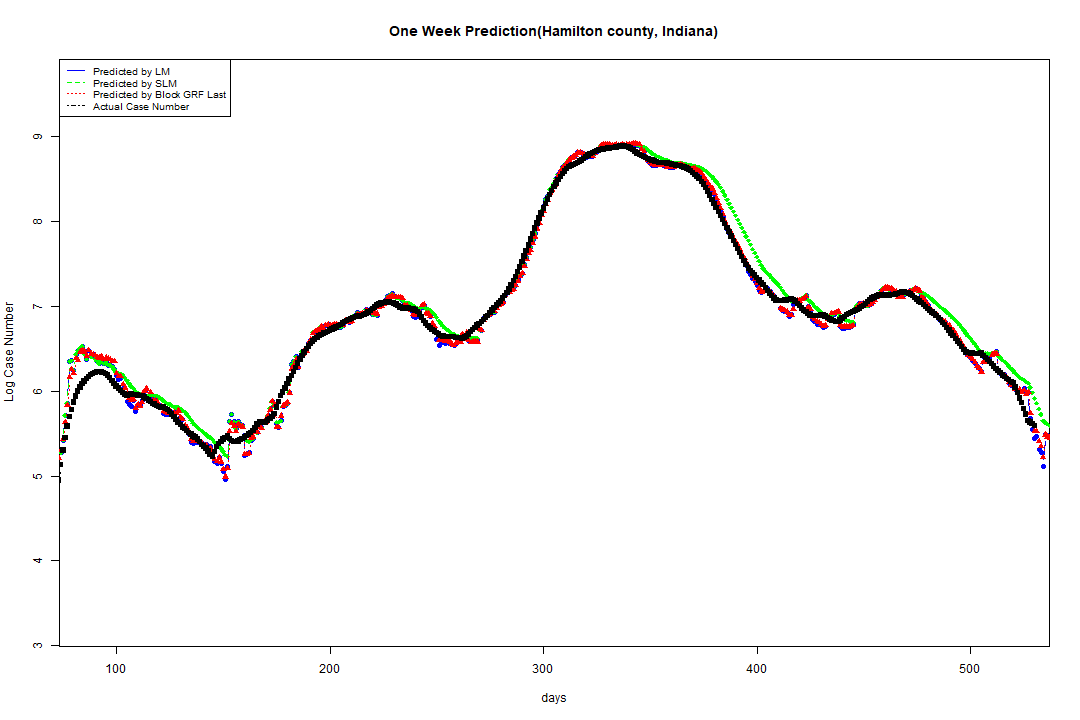 One Week Prediction(Hamilton county, Indiana)
Predicted by LM
Predicted by SLM
Predicted by Block GRF Last
Actual Case Number
9
8
7
6
5
4
3
Log Case Number
100 200 300 400 500
days